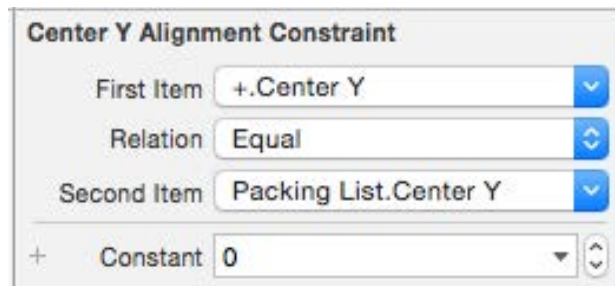 Center Y Alignment Constraint
First Item +.Center Y
Relation Equal
Second Item Packing List.Center Y
+ Constant 0